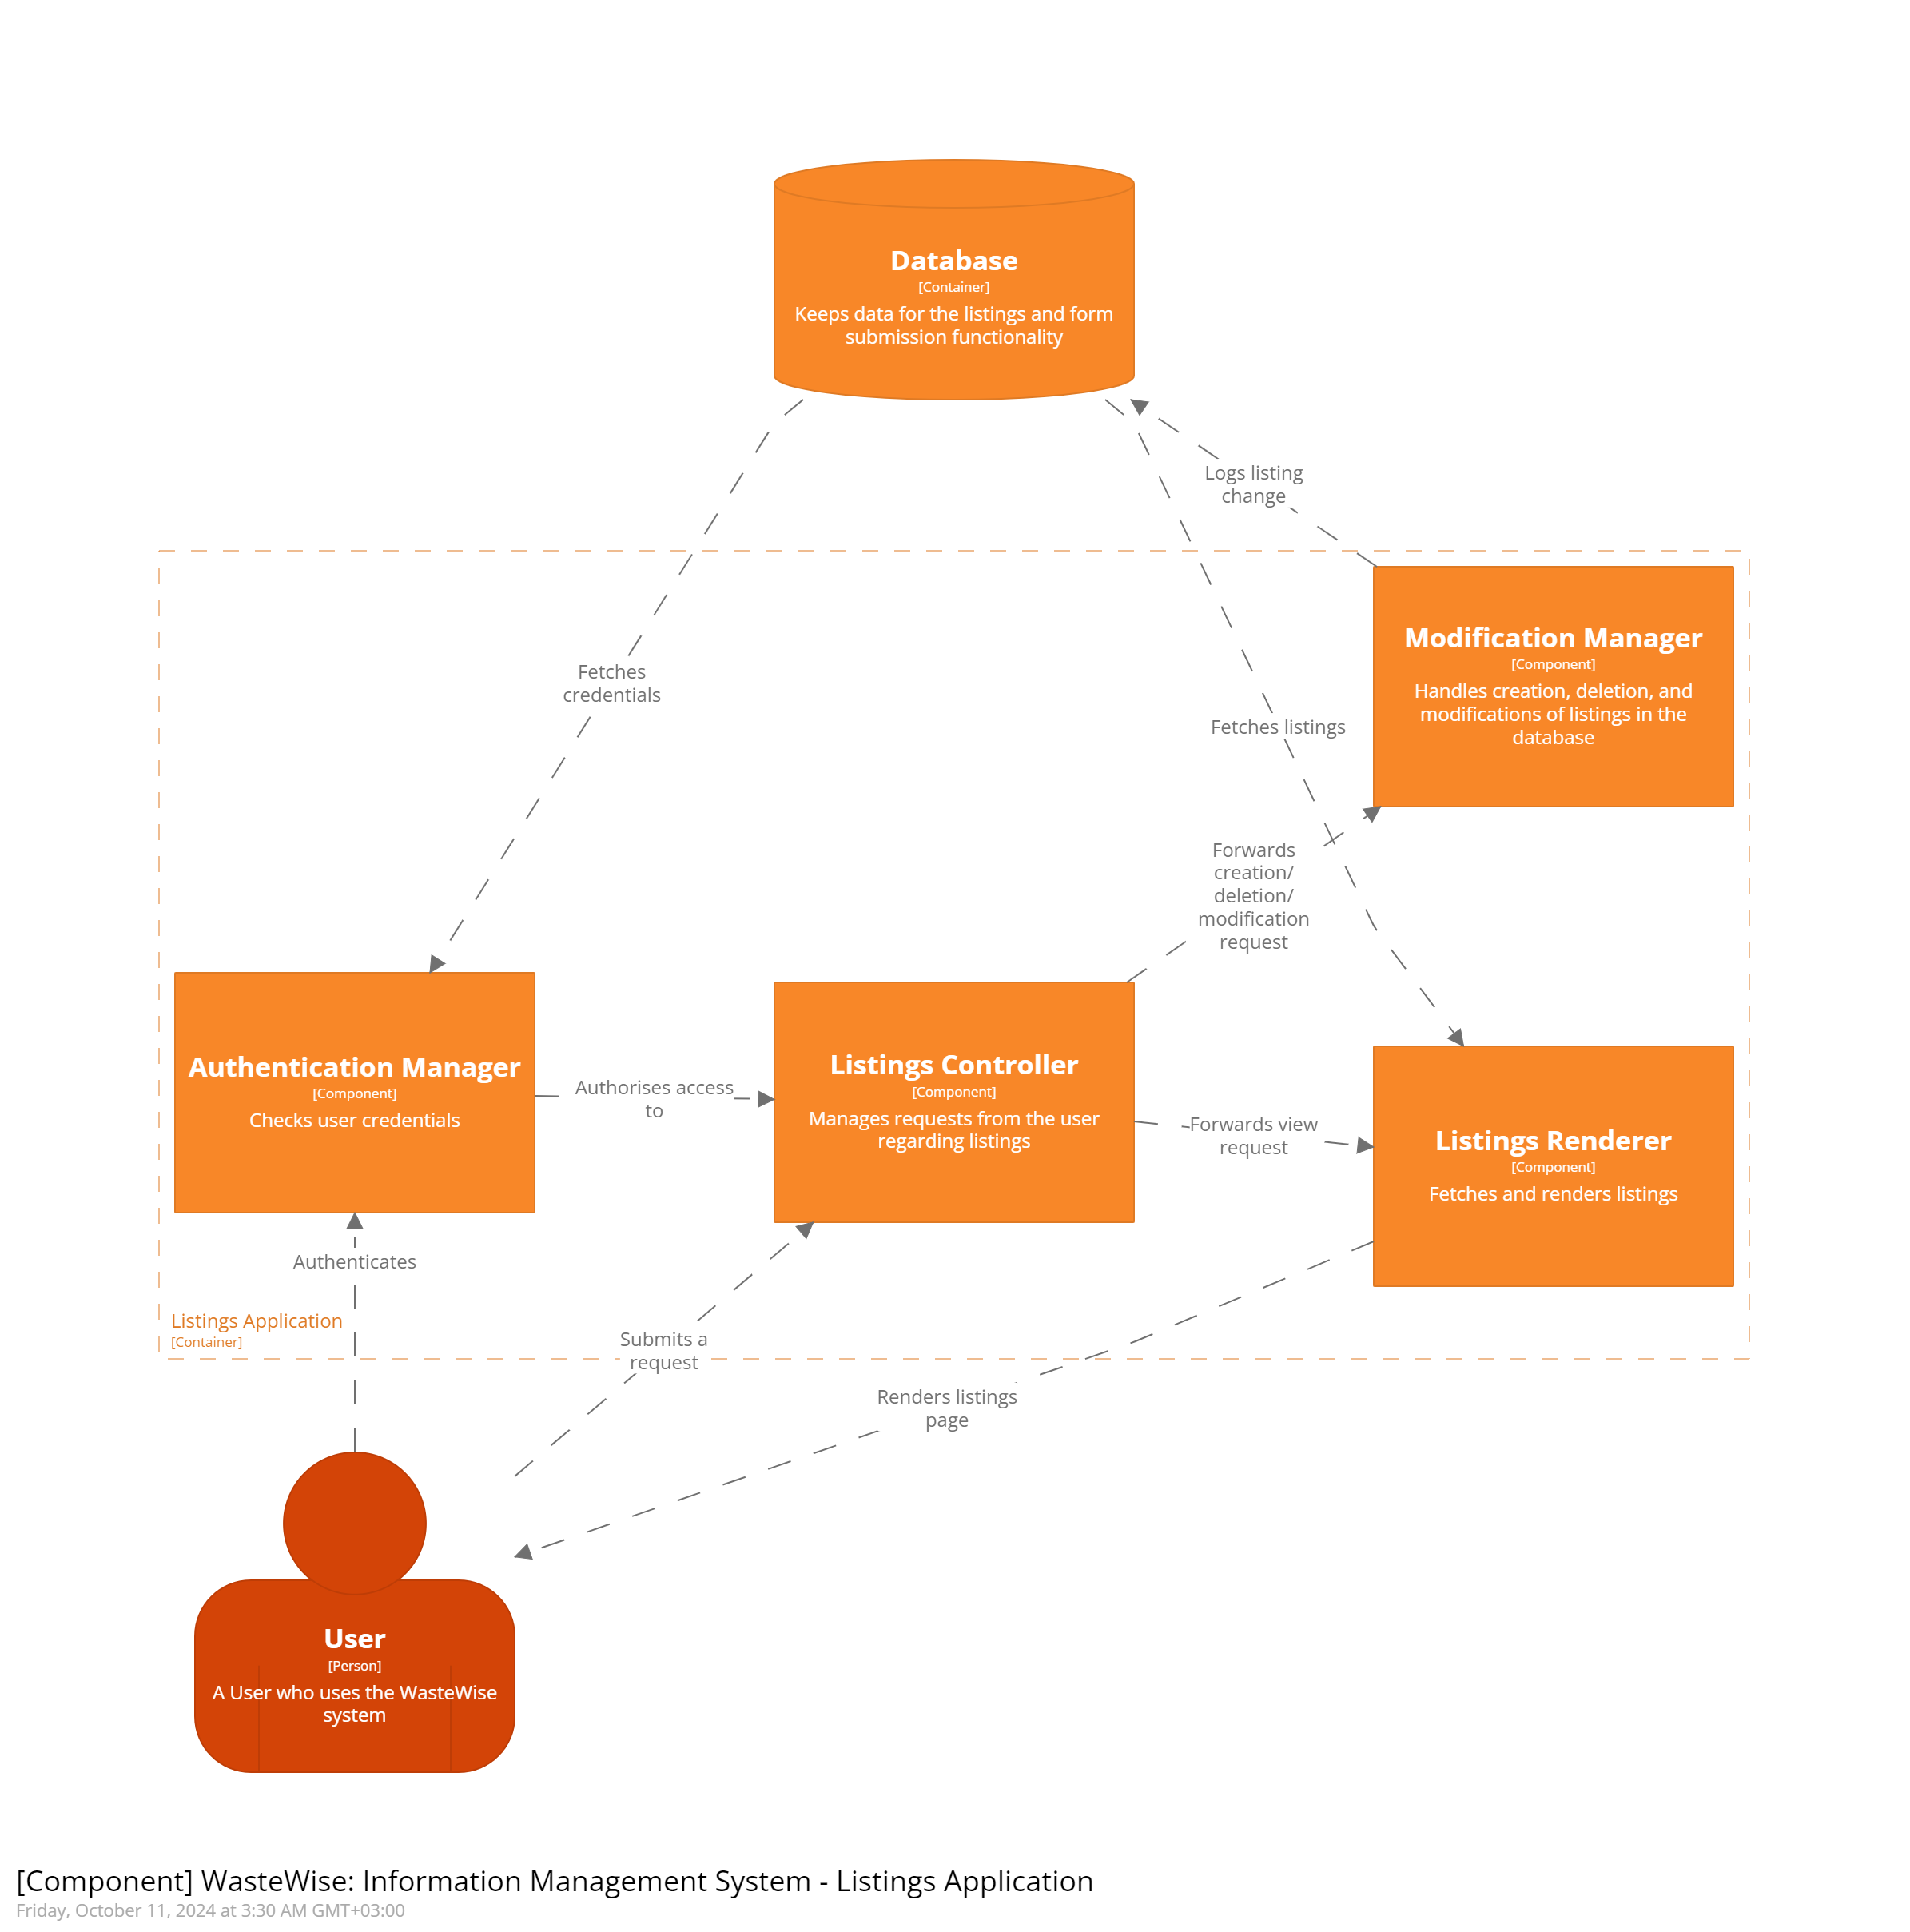 Database
[Container]
Keeps data for the listings and form
submission functionality
Logs listing
change
Modification Manager
[Component]
Handles creation, deletion, and
modifications of listings in the
database
Fetches
credentials
Fetches listings
Forwards
creation/
deletion/
modification
request
Authentication Manager
[Component]
Checks user credentials
Authorises access
to
Listings Controller
[Component]
Manages requests from the user
regarding listings
Forwards view
request
Listings Renderer
[Component]
Fetches and renders listings
Authenticates
Listings Application
[Container]
Submits a
request
Renders listings
page
User
[Person]
A User who uses the WasteWise
system
[Component] WasteWise: Information Management System - Listings Application
Friday, October 11, 2024 at 3:30 AM GMT+03:00